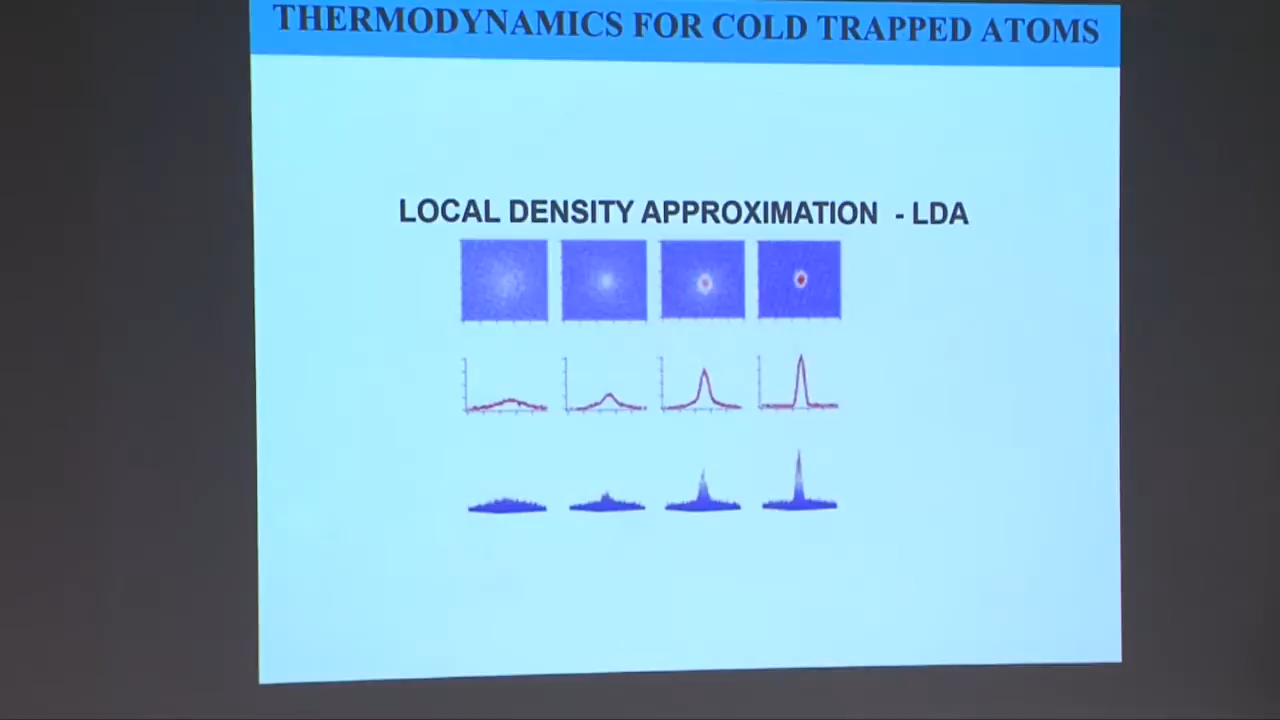 THERMODYNAMICS FOR COLD TRAPPED ATOMS
LOCAL DENSITY APPROXIMATION - LDA